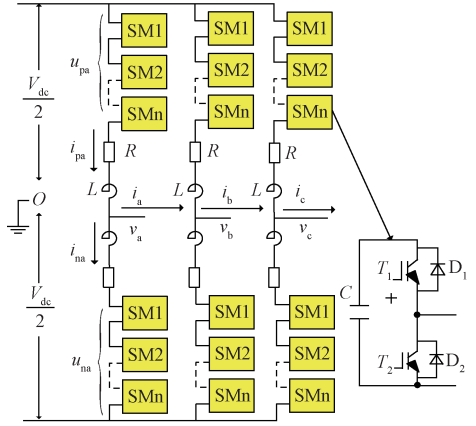 SM1 SM1 SM1
u_pa SM2 SM2 SM2
V_dc/2
SMn SMn SMn
i_pa R R R
L L L
O i_a i_b i_c
v_a v_b v_c
i_na
V_dc/2
SM1 SM1 SM1
u_na SM2 SM2 SM2
SMn SMn SMn
T_1 D_1
C +
T_2 D_2